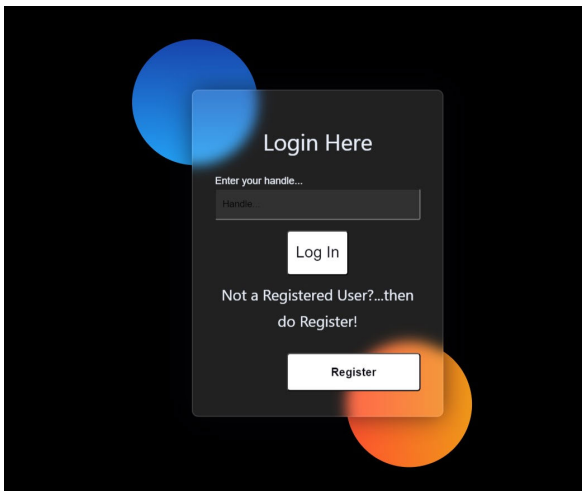 Login Here
Enter your handle...
Handle...
Log In
Not a Registered User?...then
do Register!
Register